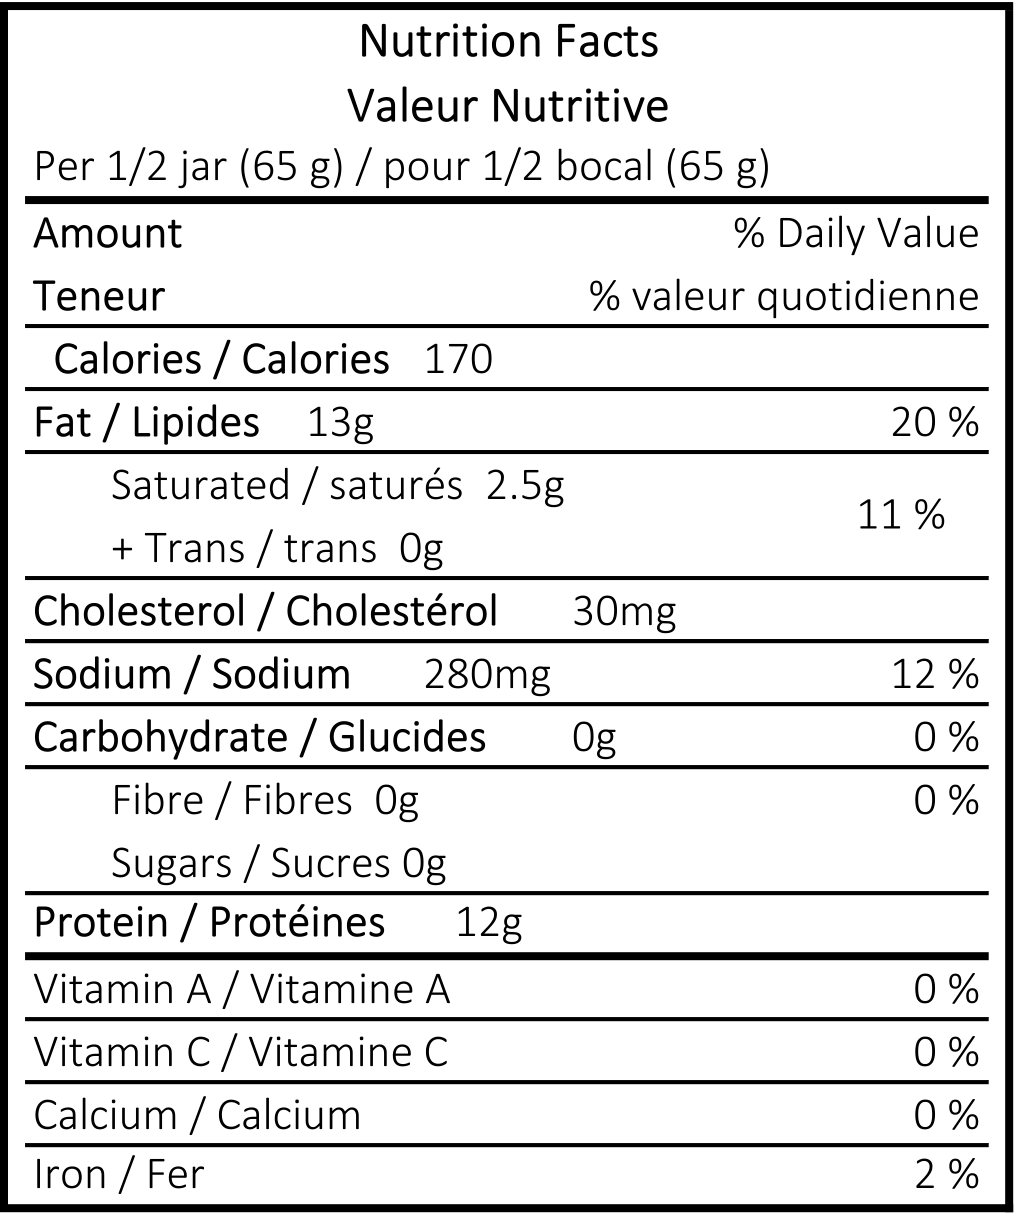 Nutrition Facts
Valeur Nutritive
Per 1/2 jar (65 g) / pour 1/2 bocal (65 g)
Amount % Daily Value
Teneur % valeur quotidienne
Calories / Calories 170
Fat / Lipides 13g 20 %
Saturated / saturés 2.5g
11 %
+ Trans / trans 0g
Cholesterol / Cholestérol 30mg
Sodium / Sodium 280mg 12 %
Carbohydrate / Glucides 0g 0 %
Fibre / Fibres 0g 0 %
Sugars / Sucres 0g
Protein / Protéines 12g
Vitamin A / Vitamine A 0 %
Vitamin C / Vitamine C 0 %
Calcium / Calcium 0 %
Iron / Fer 2 %